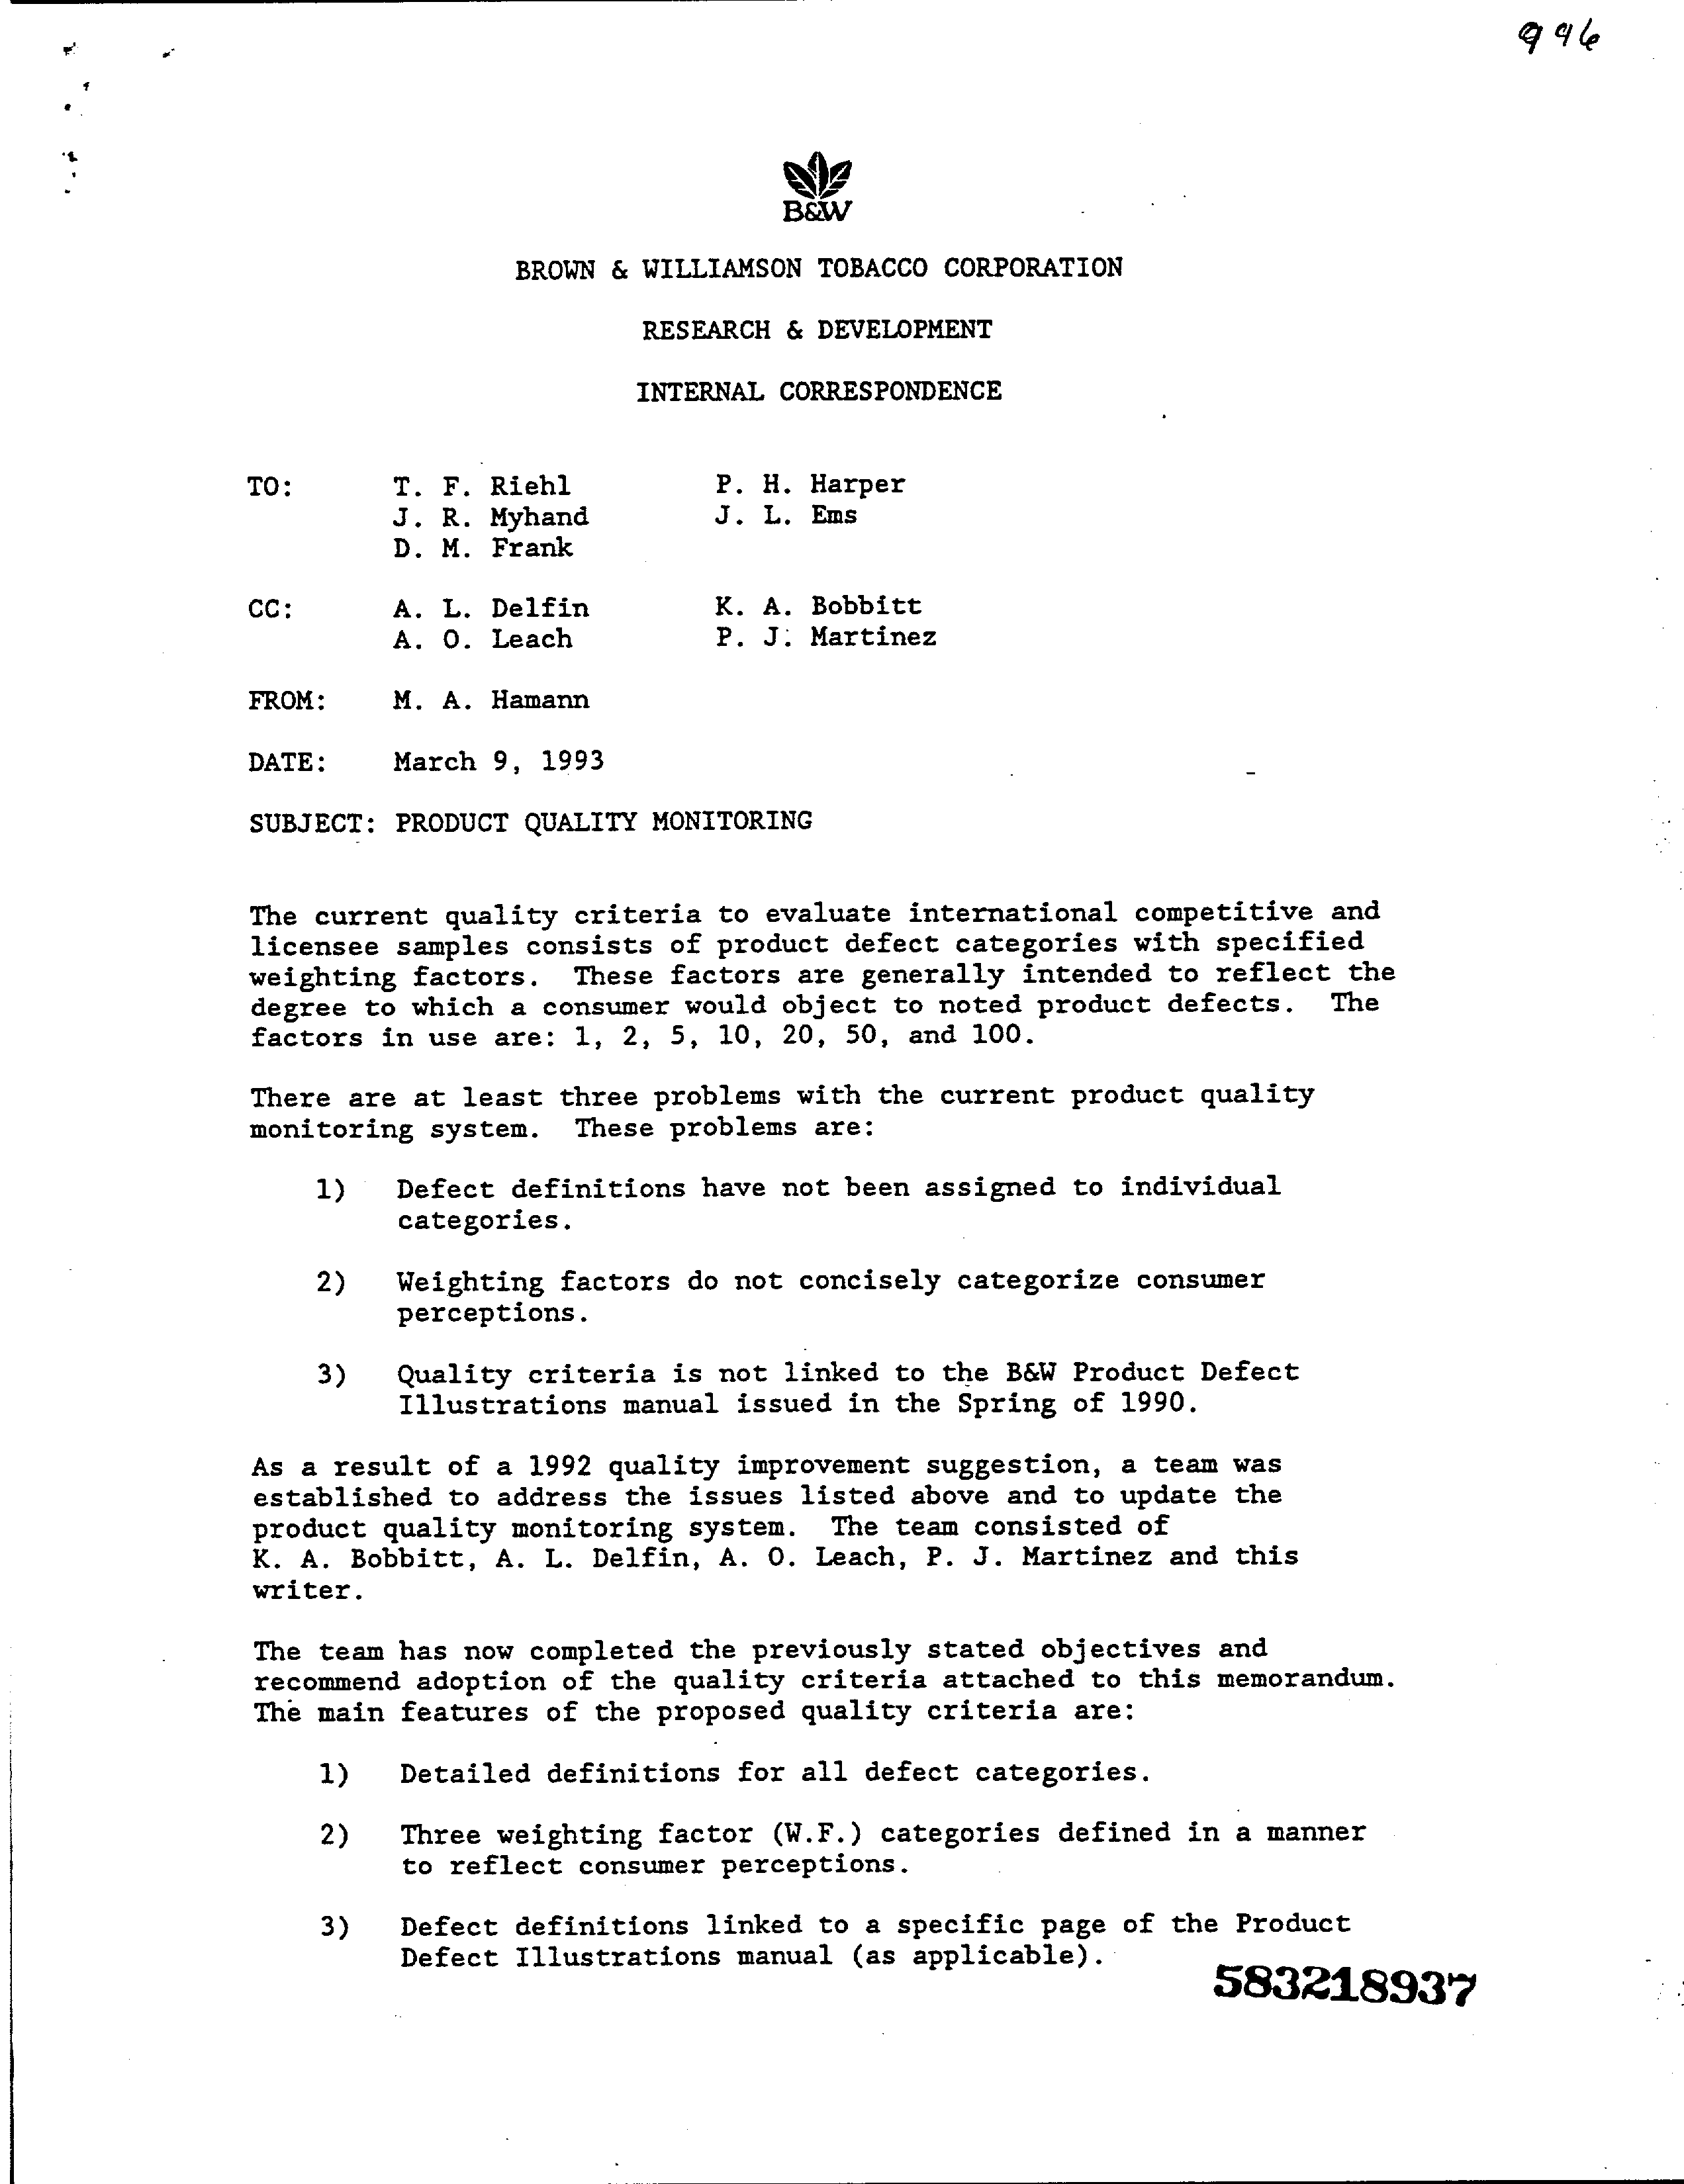 996
B&W
BROWN & WILLIAMSON TOBACCO CORPORATION
RESEARCH & DEVELOPMENT
INTERNAL CORRESPONDENCE
TO: T. F. Riehl P. H. Harper
J. R. Myhand J. L. Ems
D. M. Frank
CC: A. L. Delfin K. A. Bobbitt
A. O. Leach P. J. Martinez
FROM: M. A. Hamann
DATE: March 9, 1993
SUBJECT: PRODUCT QUALITY MONITORING
The current quality criteria to evaluate international competitive and
licensee samples consists of product defect categories with specified
weighting factors. These factors are generally intended to reflect the
degree to which a consumer would object to noted product defects. The
factors in use are: 1, 2, 5, 10, 20, 50, and 100.
There are at least three problems with the current product quality
monitoring system. These problems are:
1) Defect definitions have not been assigned to individual
categories.
2) Weighting factors do not concisely categorize consumer
perceptions.
3) Quality criteria is not linked to the B&W Product Defect
Illustrations manual issued in the Spring of 1990.
As a result of a 1992 quality improvement suggestion, a team was
established to address the issues listed above and to update the
product quality monitoring system. The team consisted of
K. A. Bobbitt, A. L. Delfin, A. O. Leach, P. J. Martinez and this
writer.
The team has now completed the previously stated objectives and
recommend adoption of the quality criteria attached to this memorandum.
The main features of the proposed quality criteria are:
1) Detailed definitions for all defect categories.
2) Three weighting factor (W.F.) categories defined in a manner
to reflect consumer perceptions.
3) Defect definitions linked to a specific page of the Product
Defect Illustrations manual (as applicable).
583218937